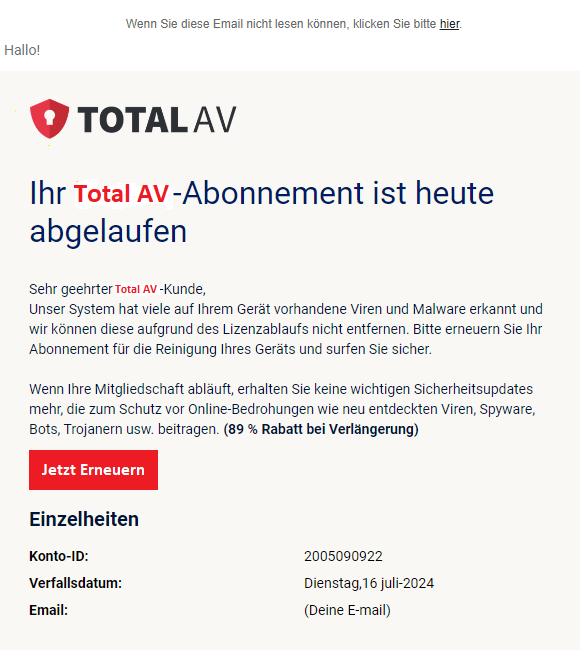 Wenn Sie diese Email nicht lesen können, klicken Sie bitte hier.
Hallo!
TOTAL AV
Ihr Total AV-Abonnement ist heute
abgelaufen
Sehr geehrter Total AV -Kunde,
Unser System hat viele auf Ihrem Gerät vorhandene Viren und Malware erkannt und
wir können diese aufgrund des Lizenzablaufs nicht entfernen. Bitte erneuern Sie Ihr
Abonnement für die Reinigung Ihres Geräts und surfen Sie sicher.
Wenn Ihre Mitgliedschaft abläuft, erhalten Sie keine wichtigen Sicherheitsupdates
mehr, die zum Schutz vor Online-Bedrohungen wie neu entdeckten Viren, Spyware,
Bots, Trojanern usw. beitragen. (89 % Rabatt bei Verlängerung)
Jetzt Erneuern
Einzelheiten
Konto-ID: 2005090922
Verfallsdatum: Dienstag,16 juli-2024
Email: (Deine E-mail)